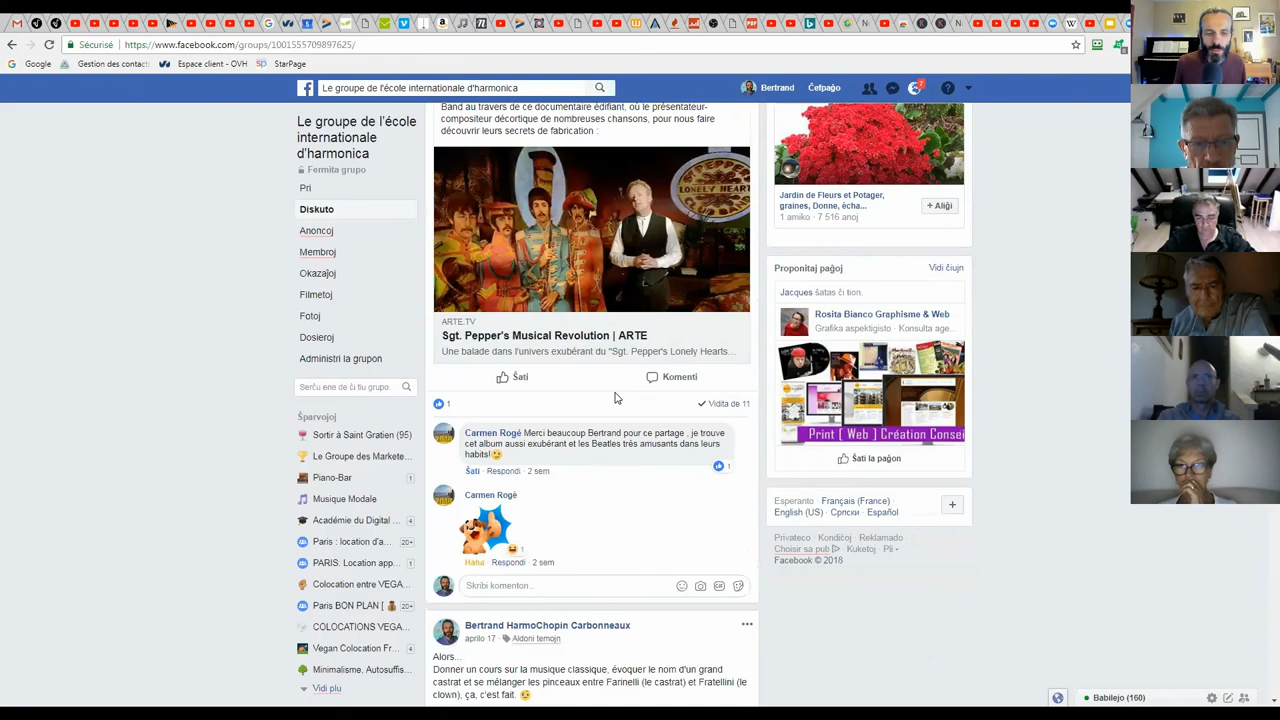 Sécurisé https://www.facebook.com/groups/1001555709897625/
Google Gestion des contact Espace client - OVH StarPage
Le groupe de l'école internationale d'harmonica
Bertrand Ĉefpaĝo 7
Le groupe de l'école
internationale
d'harmonica
Fermita grupo
Pri
Diskuto
Anoncoj
Membroj
Okazaĵoj
Filmetoj
Fotoj
Dosieroj
Administri la grupon
Serĉu ene de ĉi tiu grupo.
Ŝparvojoj
Sortir à Saint Gratien (95)
Le Groupe des Markete...
Piano-Bar 1
Musique Modale
Académie du Digital ... 4
Paris : location d'a... 20+
PARIS: Location app... 1
Colocation entre VEGA...
Paris BON PLAN [ 20+
COLOCATIONS VEGA...
Vegan Colocation Fr... 4
Minimalisme, Autosuffis...
Vidi plu
Band au travers de ce documentaire édifiant, où le présentateur-
compositeur décortique de nombreuses chansons, pour nous faire
découvrir leurs secrets de fabrication :
LONELY HEART
ARTE.TV
Sgt. Pepper's Musical Revolution | ARTE
Une balade dans l'univers exubérant du "Sgt. Pepper's Lonely Hearts...
Ŝati Komenti
1 Vidita de 11
Carmen Rogé Merci beaucoup Bertrand pour ce partage , je trouve
cet album aussi exubérant et les Beatles très amusants dans leurs
habits!
1
Ŝati · Respondi · 2 sem
Carmen Rogé
1
Haha · Respondi · 2 sem
Skribi komenton..
Bertrand HarmoChopin Carbonneaux
aprilo 17 · Aldoni temojn
Alors...
Donner un cours sur la musique classique, évoquer le nom d'un grand
castrat et se mélanger les pinceaux entre Farinelli (le castrat) et Fratellini (le
clown), ça, c'est fait.
Jardin de Fleurs et Potager,
graines, Donne, écha...
1 amiko · 7 516 anoj
+ Aliĝi
Proponitaj paĝoj Vidi ĉiujn
Jacques ŝatas ĉi tion.
Rosita Bianco Graphisme & Web
Grafika aspektigisto · Konsulta age...
Print [ Web ] Création Consei
Ŝati la paĝon
Esperanto · Français (France) ·
English (US) · Српски · Español
Privateco · Kondiĉoj · Reklamado ·
Choisir sa pub · Kuketoj · Pli
Facebook © 2018
Babilejo (160)